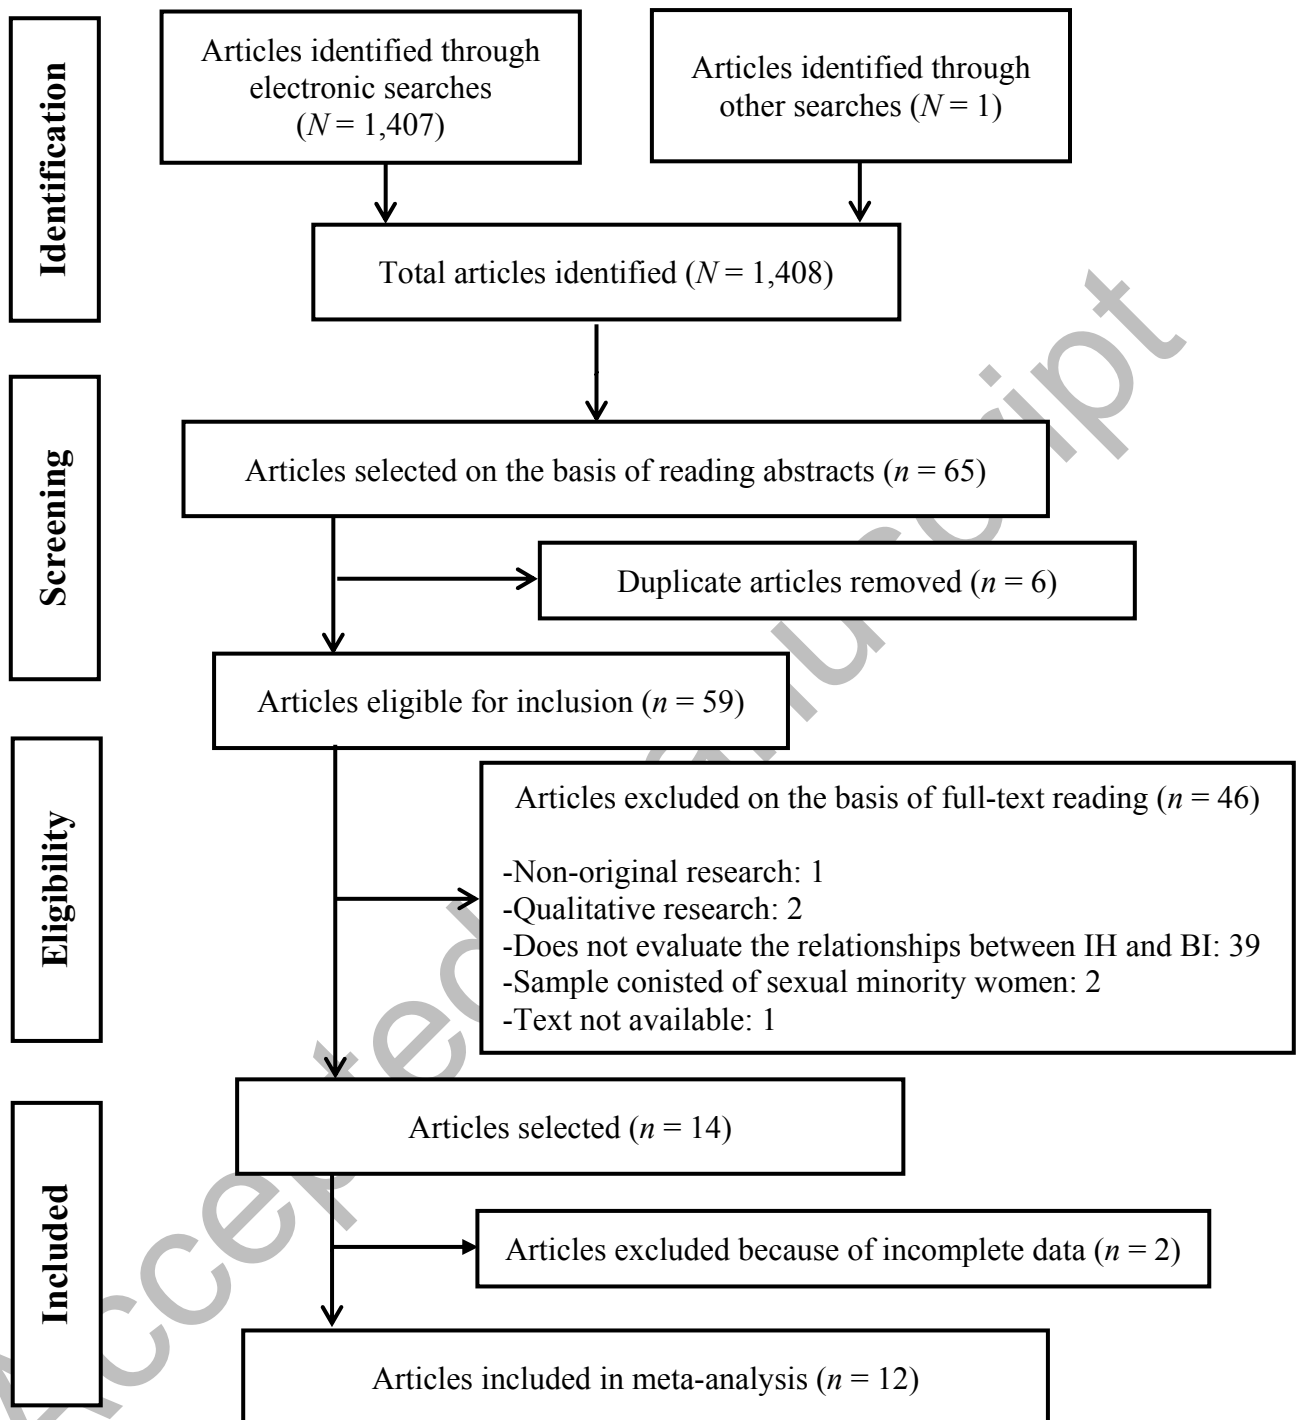 Identification
Articles identified through
electronic searches
(N = 1,407)
Articles identified through
other searches (N = 1)
Total articles identified (N = 1,408)
Screening
Articles selected on the basis of reading abstracts (n = 65)
Duplicate articles removed (n = 6)
Articles eligible for inclusion (n = 59)
Eligibility
Articles excluded on the basis of full-text reading (n = 46)
-Non-original research: 1
-Qualitative research: 2
-Does not evaluate the relationships between IH and BI: 39
-Sample conisted of sexual minority women: 2
-Text not available: 1
Articles selected (n = 14)
Included
Articles excluded because of incomplete data (n = 2)
Articles included in meta-analysis (n = 12)
Accepted Manuscript